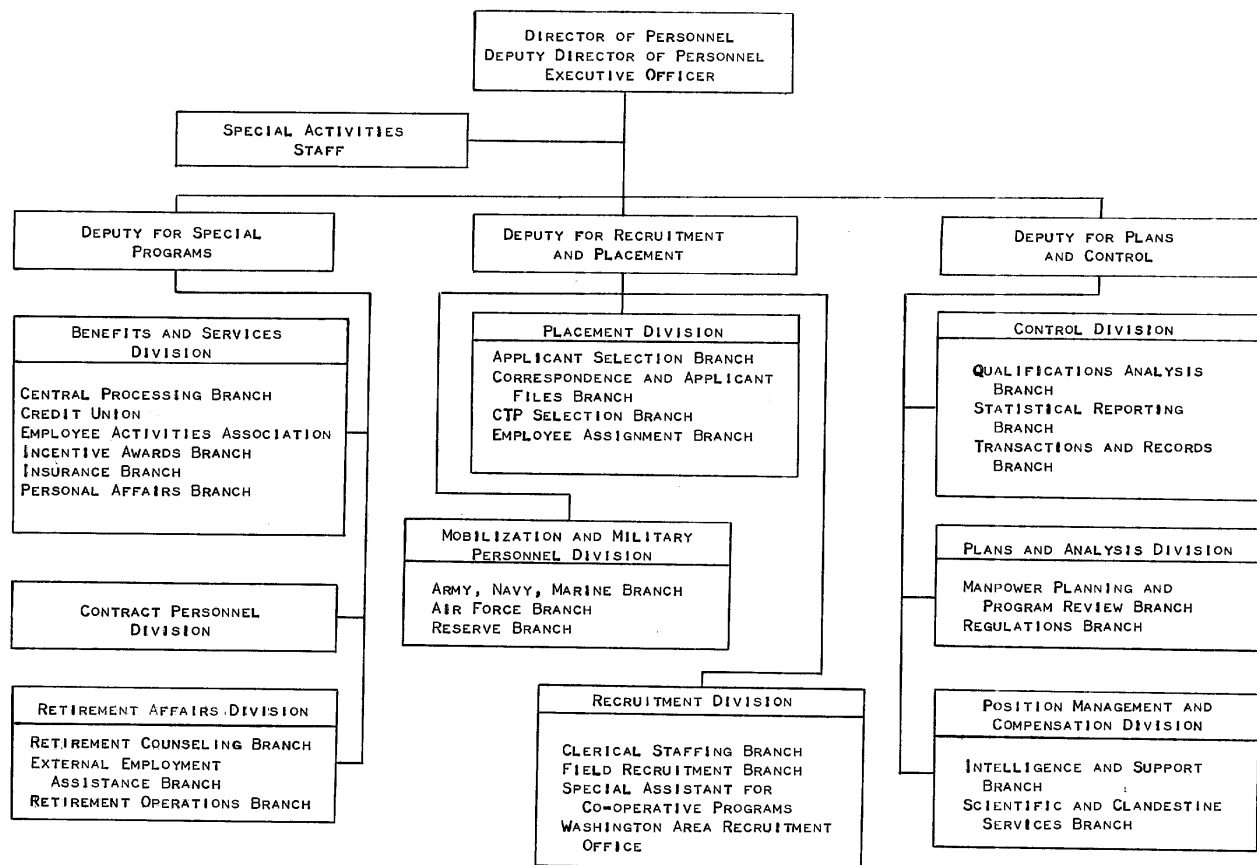 DIRECTOR OF PERSONNEL
DEPUTY DIRECTOR OF PERSONNEL
EXECUTIVE OFFICER
SPECIAL ACTIVITIES
STAFF
DEPUTY FOR SPECIAL
PROGRAMS
DEPUTY FOR RECRUITMENT
AND PLACEMENT
DEPUTY FOR PLANS
AND CONTROL
BENEFITS AND SERVICES
DIVISION
CENTRAL PROCESSING BRANCH
CREDIT UNION
EMPLOYEE ACTIVITIES ASSOCIATION
INCENTIVE AWARDS BRANCH
INSURANCE BRANCH
PERSONAL AFFAIRS BRANCH
CONTRACT PERSONNEL
DIVISION
RETIREMENT AFFAIRS DIVISION
RETIREMENT COUNSELING BRANCH
EXTERNAL EMPLOYMENT
ASSISTANCE BRANCH
RETIREMENT OPERATIONS BRANCH
PLACEMENT DIVISION
APPLICANT SELECTION BRANCH
CORRESPONDENCE AND APPLICANT
FILES BRANCH
CTP SELECTION BRANCH
EMPLOYEE ASSIGNMENT BRANCH
MOBILIZATION AND MILITARY
PERSONNEL DIVISION
ARMY, NAVY, MARINE BRANCH
AIR FORCE BRANCH
RESERVE BRANCH
RECRUITMENT DIVISION
CLERICAL STAFFING BRANCH
FIELD RECRUITMENT BRANCH
SPECIAL ASSISTANT FOR
CO-OPERATIVE PROGRAMS
WASHINGTON AREA RECRUITMENT
OFFICE
CONTROL DIVISION
QUALIFICATIONS ANALYSIS
BRANCH
STATISTICAL REPORTING
BRANCH
TRANSACTIONS AND RECORDS
BRANCH
PLANS AND ANALYSIS DIVISION
MANPOWER PLANNING AND
PROGRAM REVIEW BRANCH
REGULATIONS BRANCH
POSITION MANAGEMENT AND
COMPENSATION DIVISION
INTELLIGENCE AND SUPPORT
BRANCH
SCIENTIFIC AND CLANDESTINE
SERVICES BRANCH